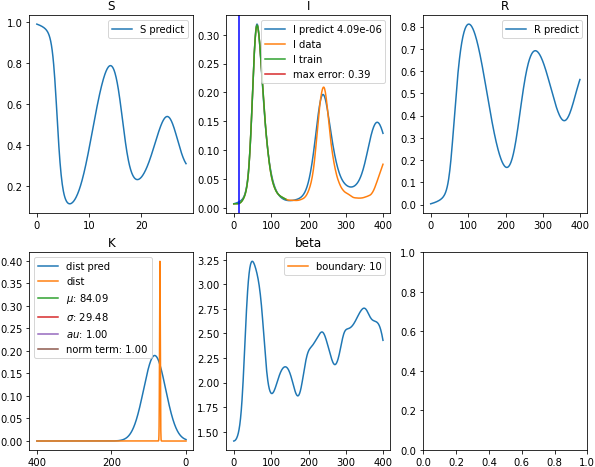 S
S predict
0.2
0.4
0.6
0.8
1.0
0
20
I
I predict 4.09e-06
I data
I train
max error: 0.39
0.00
0.05
0.10
0.15
0.20
0.25
0.30
0 100 200 300 400
R
R predict
0.0
0.1
0.2
0.3
0.4
0.5
0.6
0.7
0.8
0 100 200 300 400
K
dist pred
dist
μ: 84.09
σ: 29.48
au: 1.00
norm term: 1.00
0.00
0.05
0.10
0.15
0.20
0.25
0.30
0.35
0.40
400 200 0
beta
boundary: 10
1.50
1.75
2.00
2.25
2.50
2.75
3.00
3.25
0 100 200 300 400
0.0
0.2
0.4
0.6
0.8
1.0
0.0 0.2 0.4 0.6 0.8 1.0